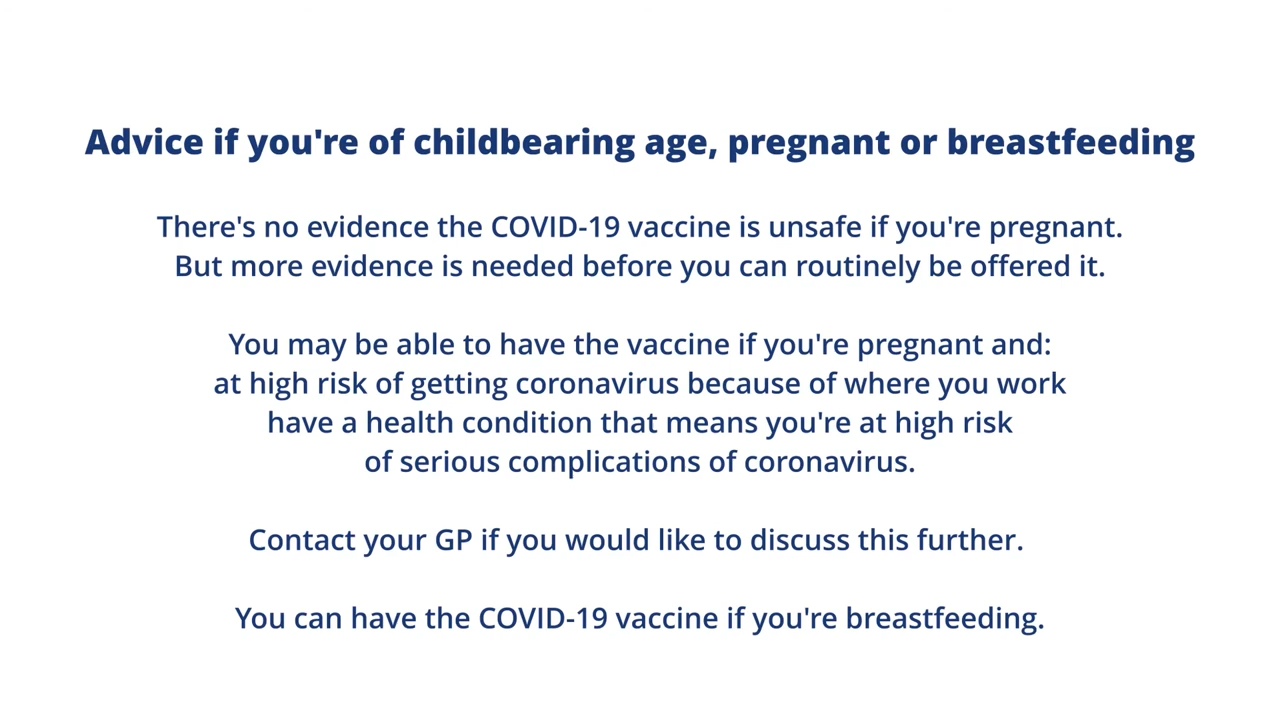 Advice if you're of childbearing age, pregnant or breastfeeding
There's no evidence the COVID-19 vaccine is unsafe if you're pregnant.
But more evidence is needed before you can routinely be offered it.
You may be able to have the vaccine if you're pregnant and:
at high risk of getting coronavirus because of where you work
have a health condition that means you're at high risk
of serious complications of coronavirus.
Contact your GP if you would like to discuss this further.
You can have the COVID-19 vaccine if you're breastfeeding.